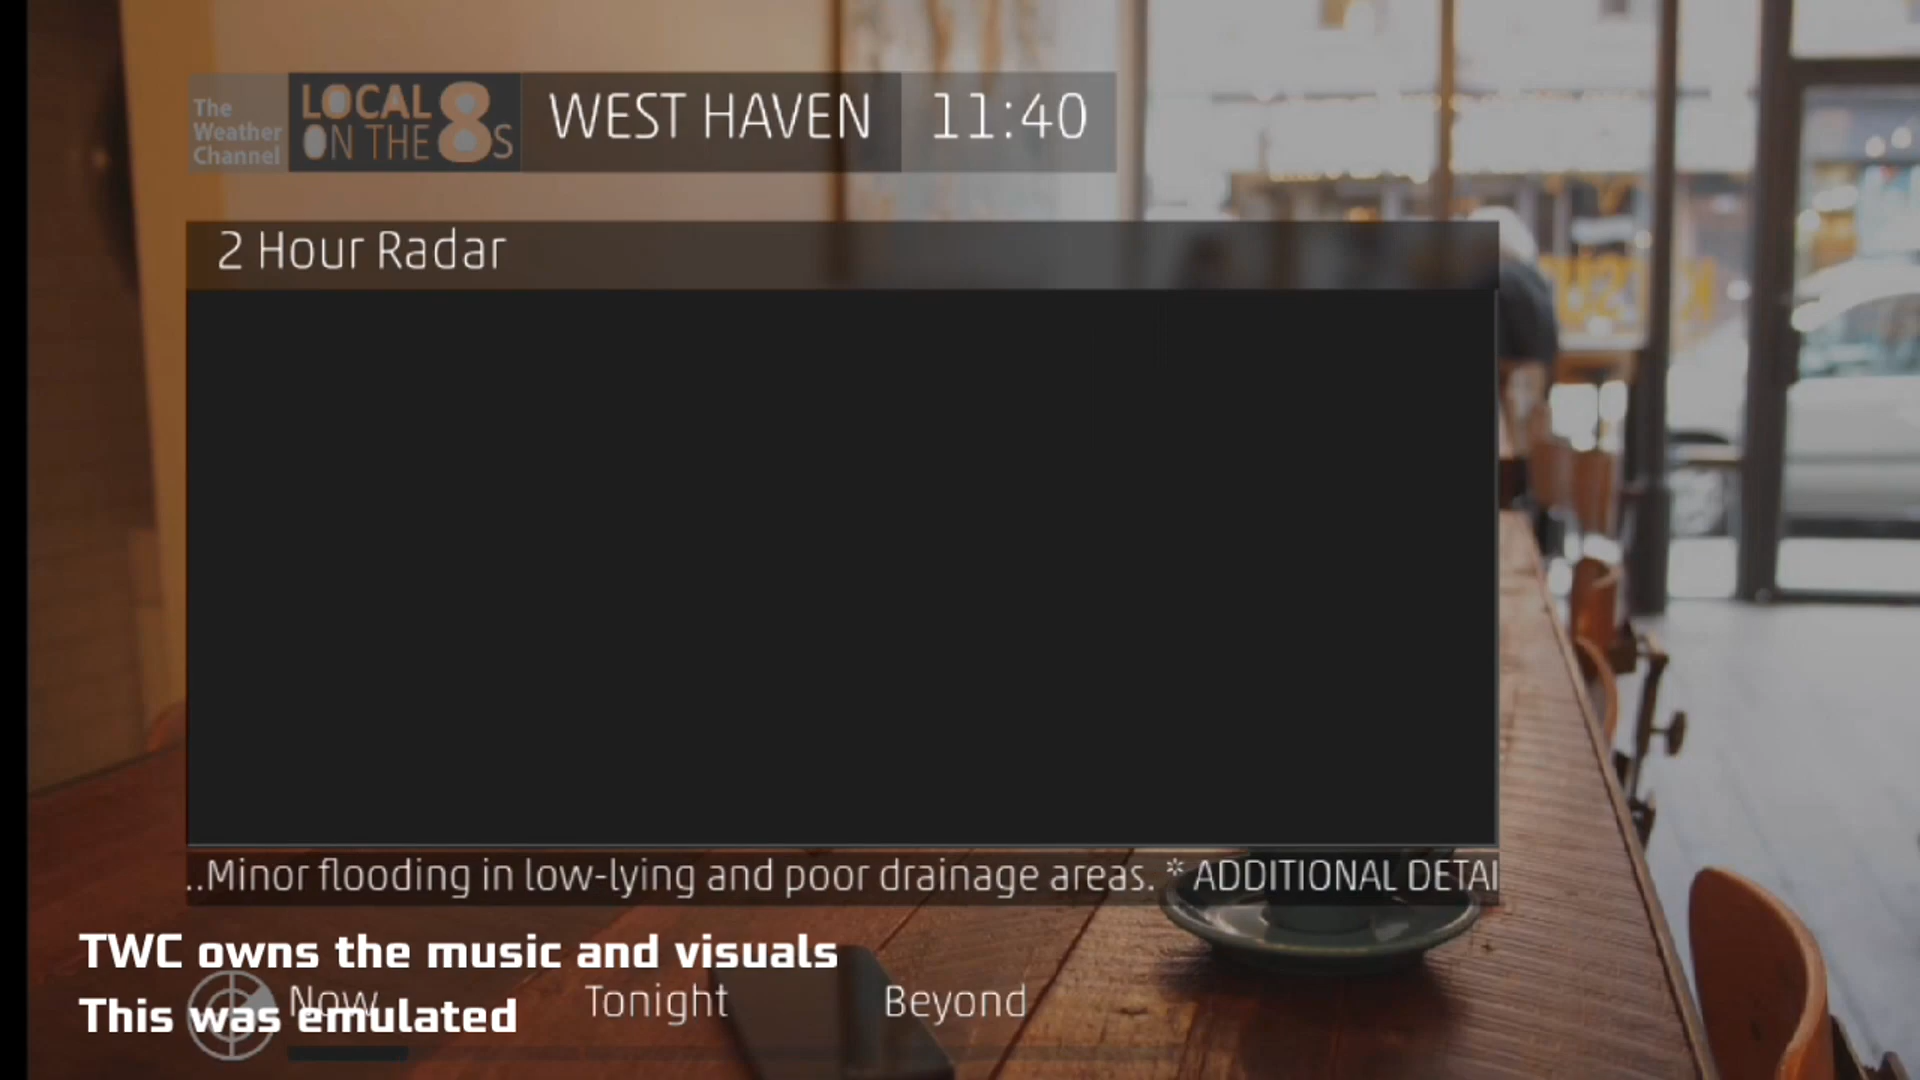 The
Weather
Channel
LOCAL
ON THE 8s
WEST HAVEN
11:40
2 Hour Radar
..Minor flooding in low-lying and poor drainage areas. * ADDITIONAL DETAI
TWC owns the music and visuals
Now
Tonight
Beyond
This was emulated